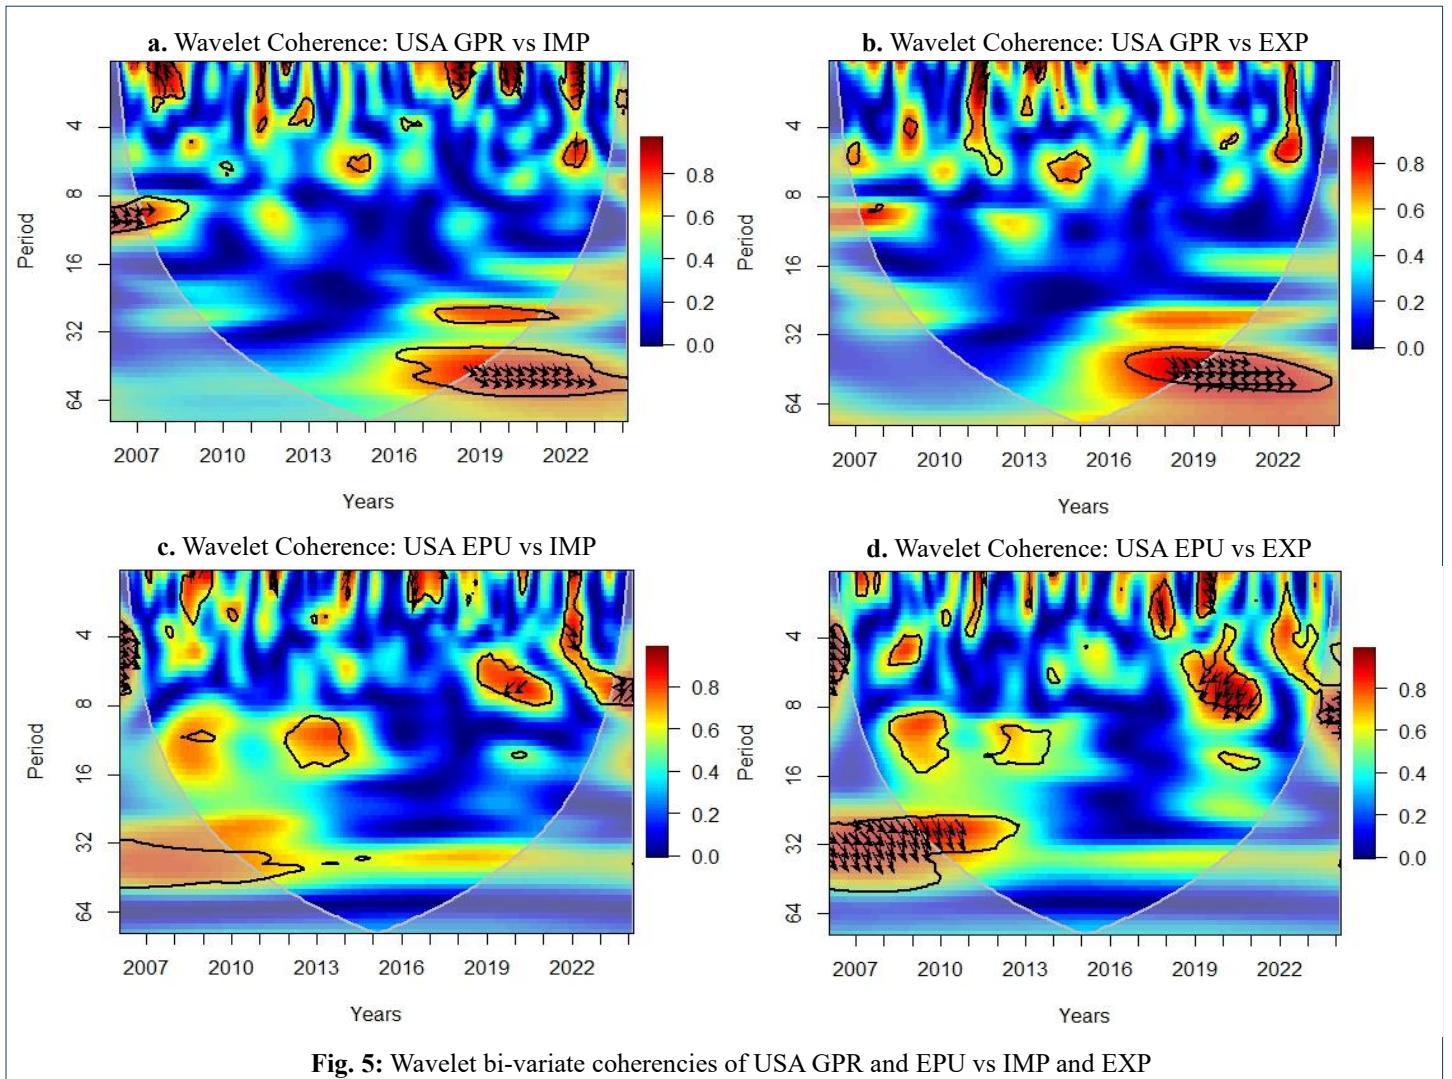 a. Wavelet Coherence: USA GPR vs IMP
4
8
16
32
64
Period
2007 2010 2013 2016 2019 2022
Years
0.8
0.6
0.4
0.2
0.0
b. Wavelet Coherence: USA GPR vs EXP
4
8
16
32
64
Period
2007 2010 2013 2016 2019 2022
Years
0.8
0.6
0.4
0.2
0.0
c. Wavelet Coherence: USA EPU vs IMP
4
8
16
32
64
Period
2007 2010 2013 2016 2019 2022
Years
0.8
0.6
0.4
0.2
0.0
d. Wavelet Coherence: USA EPU vs EXP
4
8
16
32
64
Period
2007 2010 2013 2016 2019 2022
Years
0.8
0.6
0.4
0.2
0.0
Fig. 5: Wavelet bi-variate coherencies of USA GPR and EPU vs IMP and EXP